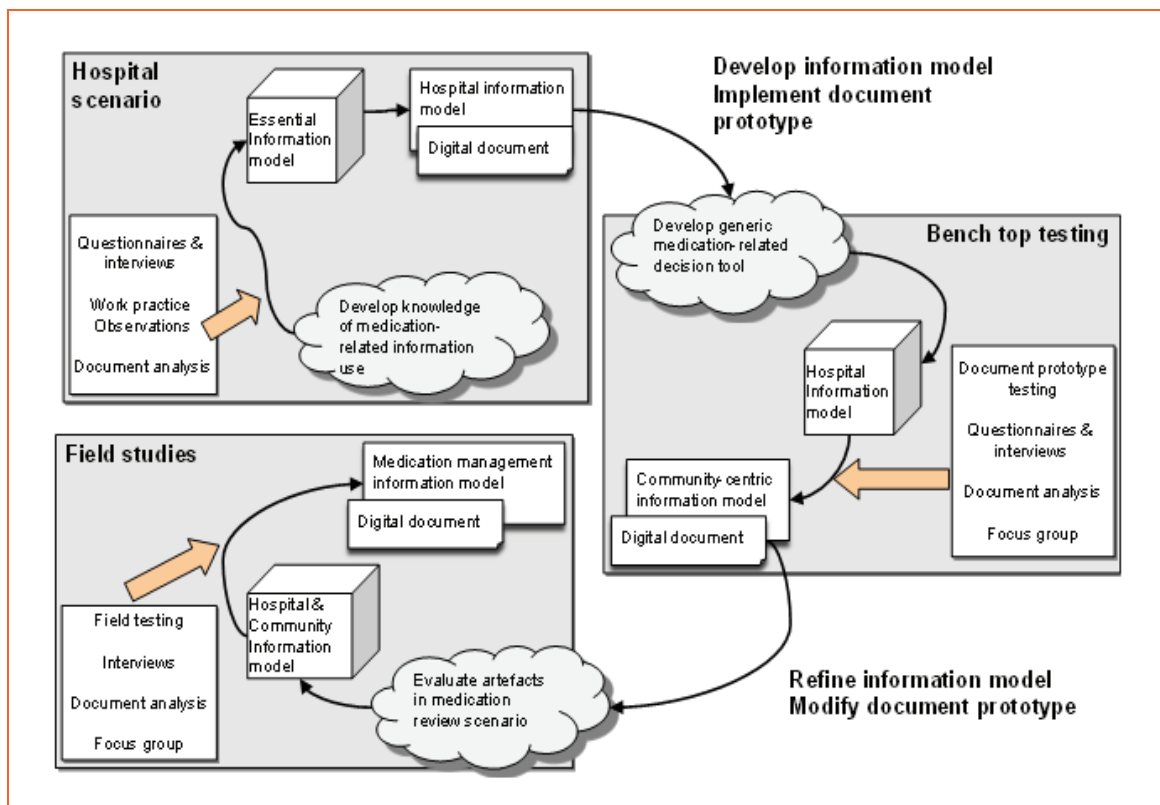 Hospital
scenario
Essential
Information
model
Hospital information
model
Digital document
Questionnaires &
interviews
Work practice
Observations
Document analysis
Develop knowledge
of medication-
related information
use
Develop information model
Implement document
prototype
Develop generic
medication-related
decision tool
Bench top testing
Hospital
Information
model
Document prototype
testing
Questionnaires &
interviews
Document analysis
Focus group
Community-centric
information model
Digital document
Field studies
Medication management
information model
Digital document
Field testing
Interviews
Document analysis
Focus group
Hospital &
Community
Information
model
Evaluate artefacts
in medication
review scenario
Refine information model
Modify document prototype